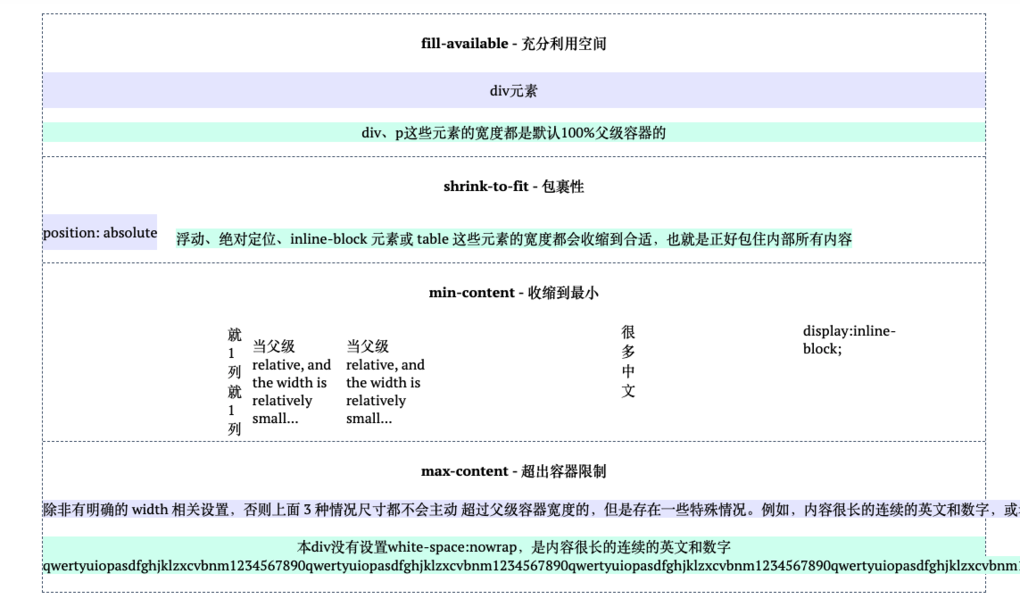 fill-available - 充分利用空间
div元素
div、p这些元素的宽度都是默认100%父级容器的
shrink-to-fit - 包裹性
position: absolute
浮动、绝对定位、inline-block 元素或 table 这些元素的宽度都会收缩到合适，也就是正好包住内部所有内容
min-content - 收缩到最小
就
1
列
就
1
列
当父级
relative, and
the width is
relatively
small...
当父级
relative, and
the width is
relatively
small...
很
多
中
文
display:inline-
block;
max-content - 超出容器限制
除非有明确的 width 相关设置，否则上面 3 种情况尺寸都不会主动 超过父级容器宽度的，但是存在一些特殊情况。例如，内容很长的连续的英文和数字，或
本div没有设置white-space:nowrap，是内容很长的连续的英文和数字
qwertyuiopasdfghjklzxcvbnm1234567890qwertyuiopasdfghjklzxcvbnm1234567890qwertyuiopasdfghjklzxcvbnm1234567890qwertyuiopasdfghjklzxcvbnm1